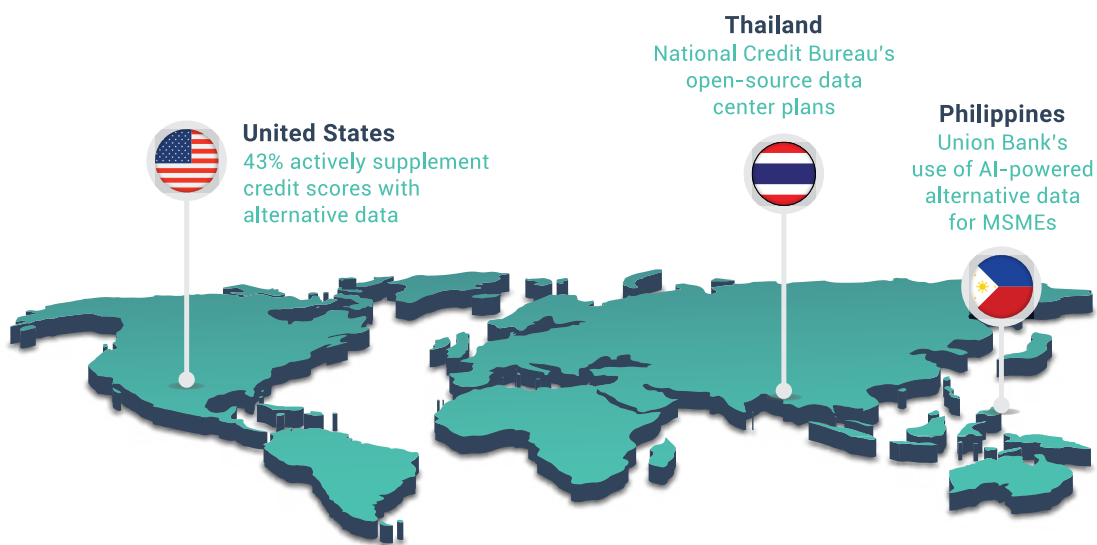 Thailand
National Credit Bureau's
open-source data
center plans
United States
43% actively supplement
credit scores with
alternative data
Philippines
Union Bank's
use of AI-powered
alternative data
for MSMEs